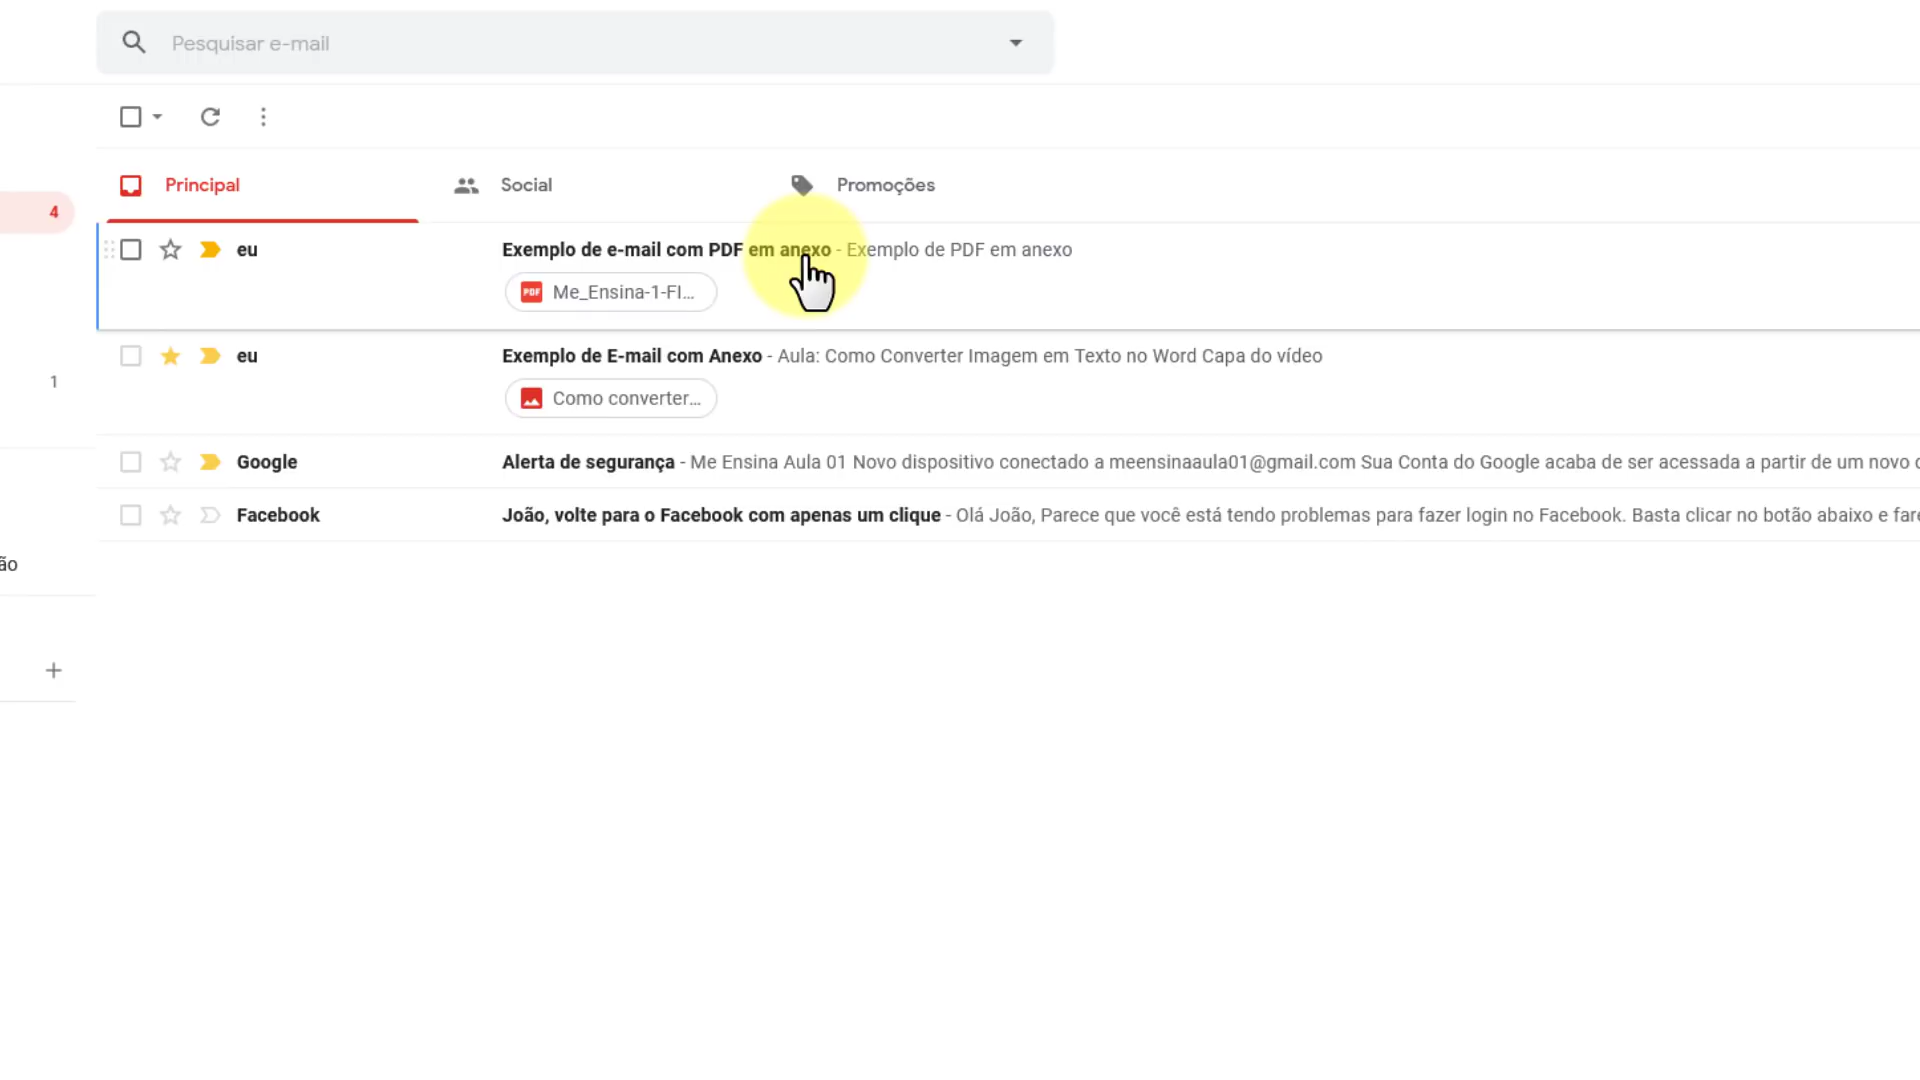 Pesquisar e-mail
Principal
Social
Promoções
4
eu
Exemplo de e-mail com PDF em anexo - Exemplo de PDF em anexo
PDF
Me_Ensina-1-FI...
eu
Exemplo de E-mail com Anexo - Aula: Como Converter Imagem em Texto no Word Capa do vídeo
1
Como converter...
Google
Alerta de segurança - Me Ensina Aula 01 Novo dispositivo conectado a meensinaaula01@gmail.com Sua Conta do Google acaba de ser acessada a partir de um novo
Facebook
João, volte para o Facebook com apenas um clique - Olá João, Parece que você está tendo problemas para fazer login no Facebook. Basta clicar no botão abaixo e
ão